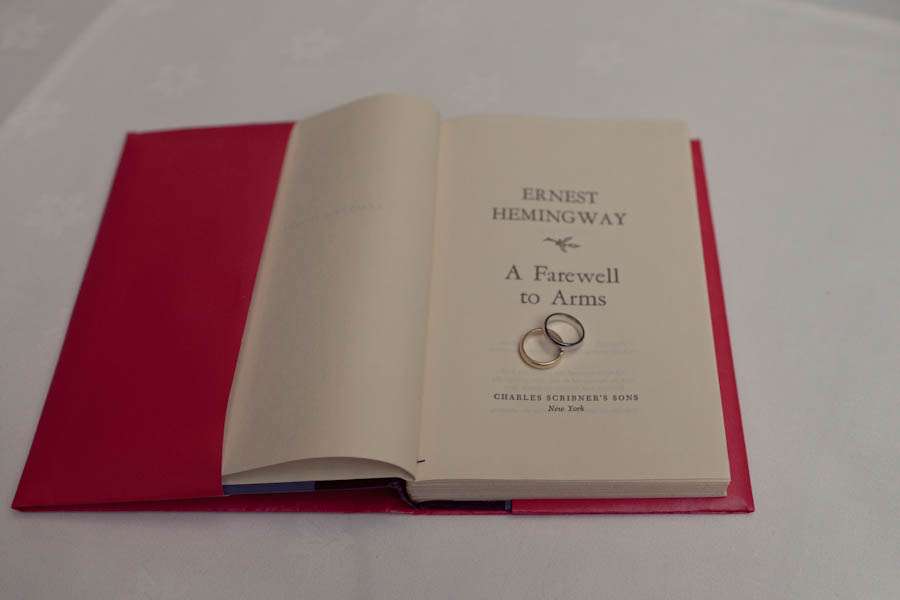 ERNEST
HEMINGWAY
A Farewell
to Arms
CHARLES SCRIBNER'S SONS
New York